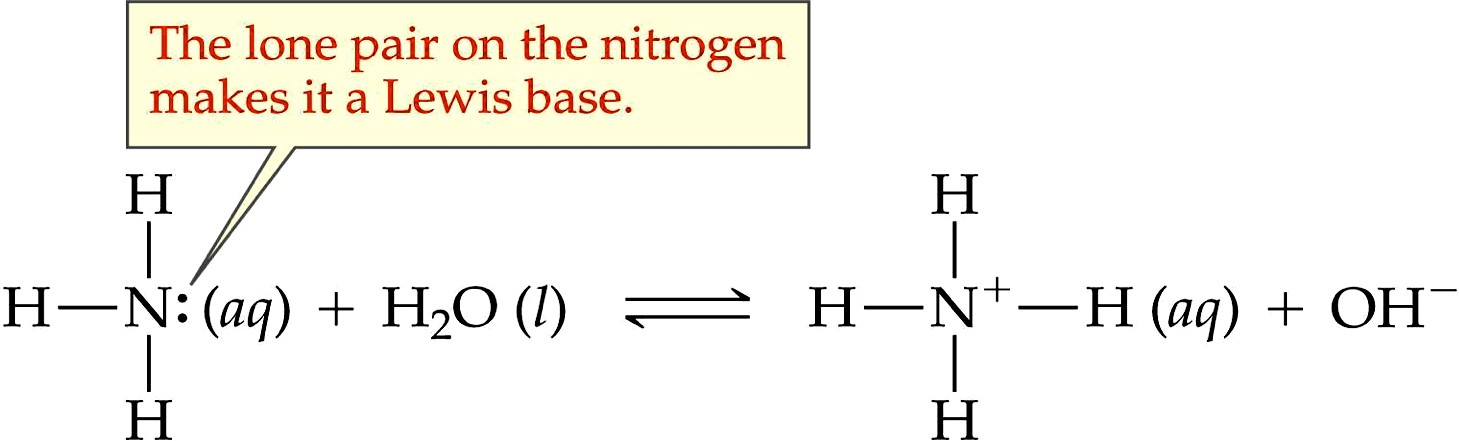 The lone pair on the nitrogen
makes it a Lewis base.
H
H
H—N:(aq) + H₂O (l) ⇌ H—N⁺—H (aq) + OH⁻
H
H